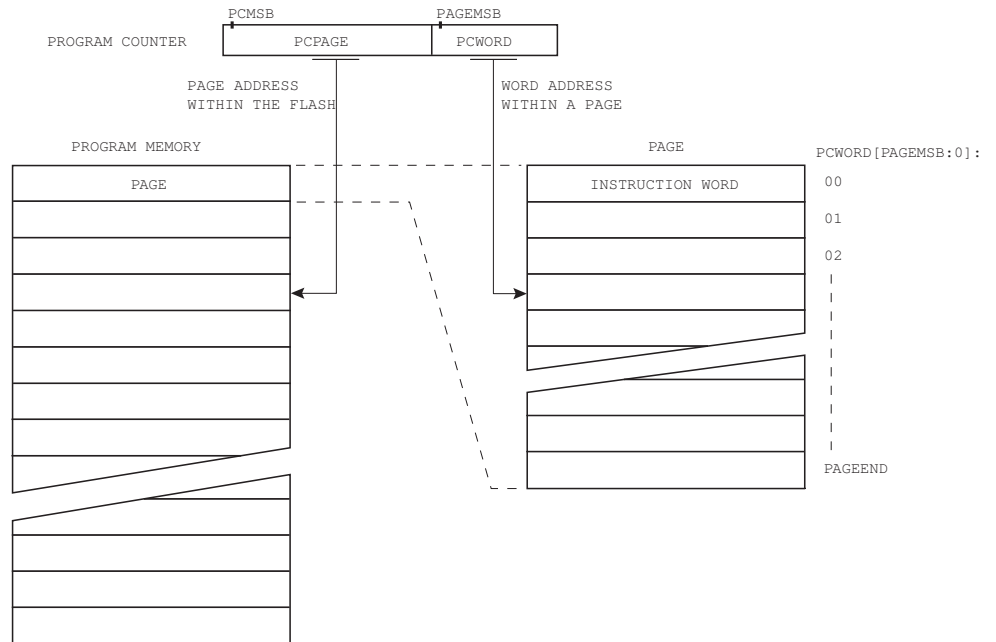 PCMSB PAGEMSB
PROGRAM COUNTER PCPAGE PCWORD
PAGE ADDRESS
WITHIN THE FLASH
WORD ADDRESS
WITHIN A PAGE
PROGRAM MEMORY PAGE PCWORD[PAGEMSB:0]:
PAGE INSTRUCTION WORD 00
01
02
PAGEEND